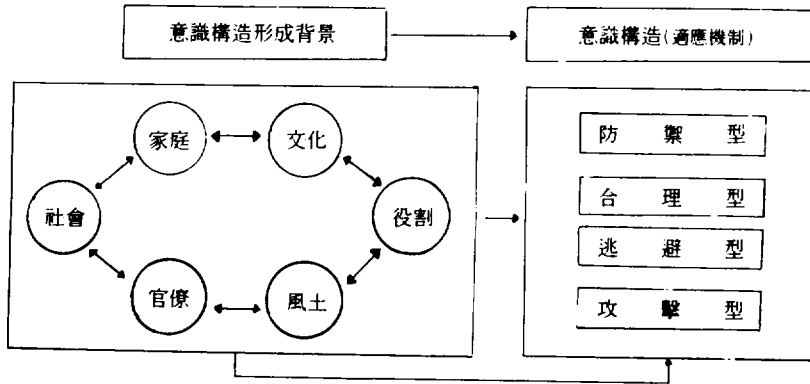 意識構造形成背景
意識構造(適應機制)
家庭
文化
社會
役割
官僚
風土
防禦型
合理型
逃避型
攻擊型